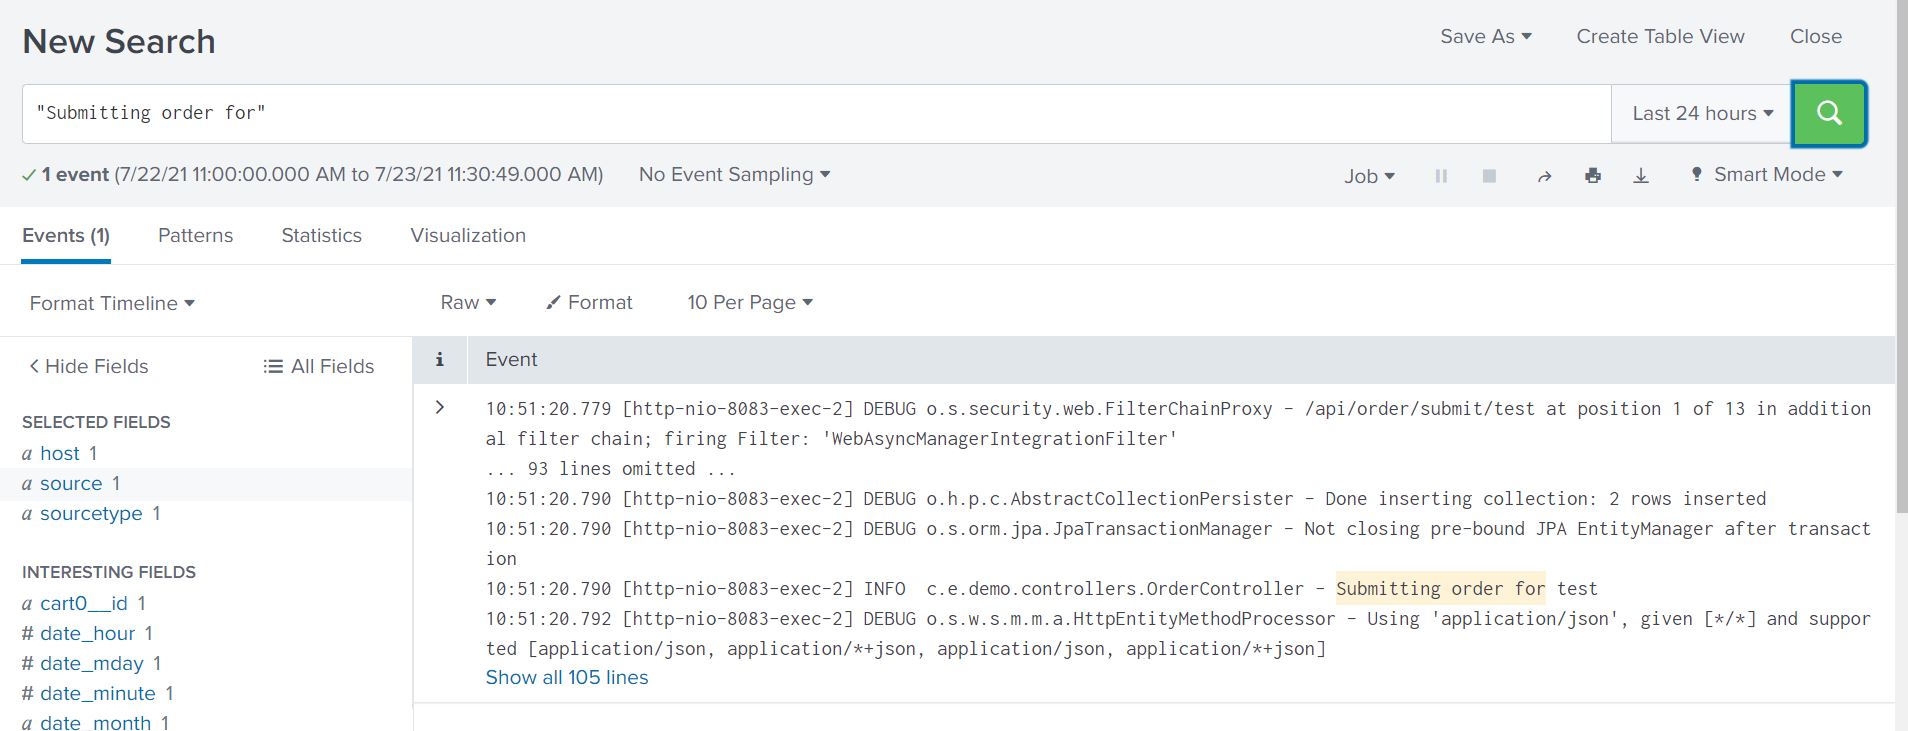 New Search
Save As
Create Table View
Close
"Submitting order for"
Last 24 hours
1 event (7/22/21 11:00:00.000 AM to 7/23/21 11:30:49.000 AM)
No Event Sampling
Job
Smart Mode
Events (1)
Patterns
Statistics
Visualization
Format Timeline
Raw
Format
10 Per Page
Hide Fields
All Fields
SELECTED FIELDS
a host 1
a source 1
a sourcetype 1
INTERESTING FIELDS
a cart0__id 1
# date_hour 1
# date_mday 1
# date_minute 1
a date_month 1
i
Event
10:51:20.779 [http-nio-8083-exec-2] DEBUG o.s.security.web.FilterChainProxy - /api/order/submit/test at position 1 of 13 in addition
al filter chain; firing Filter: 'WebAsyncManagerIntegrationFilter'
... 93 lines omitted ...
10:51:20.790 [http-nio-8083-exec-2] DEBUG o.h.p.c.AbstractCollectionPersister - Done inserting collection: 2 rows inserted
10:51:20.790 [http-nio-8083-exec-2] DEBUG o.s.orm.jpa.JpaTransactionManager - Not closing pre-bound JPA EntityManager after transact
ion
10:51:20.790 [http-nio-8083-exec-2] INFO  c.e.demo.controllers.OrderController - Submitting order for test
10:51:20.792 [http-nio-8083-exec-2] DEBUG o.s.w.s.m.m.a.HttpEntityMethodProcessor - Using 'application/json', given [*/*] and suppor
ted [application/json, application/*+json, application/json, application/*+json]
Show all 105 lines